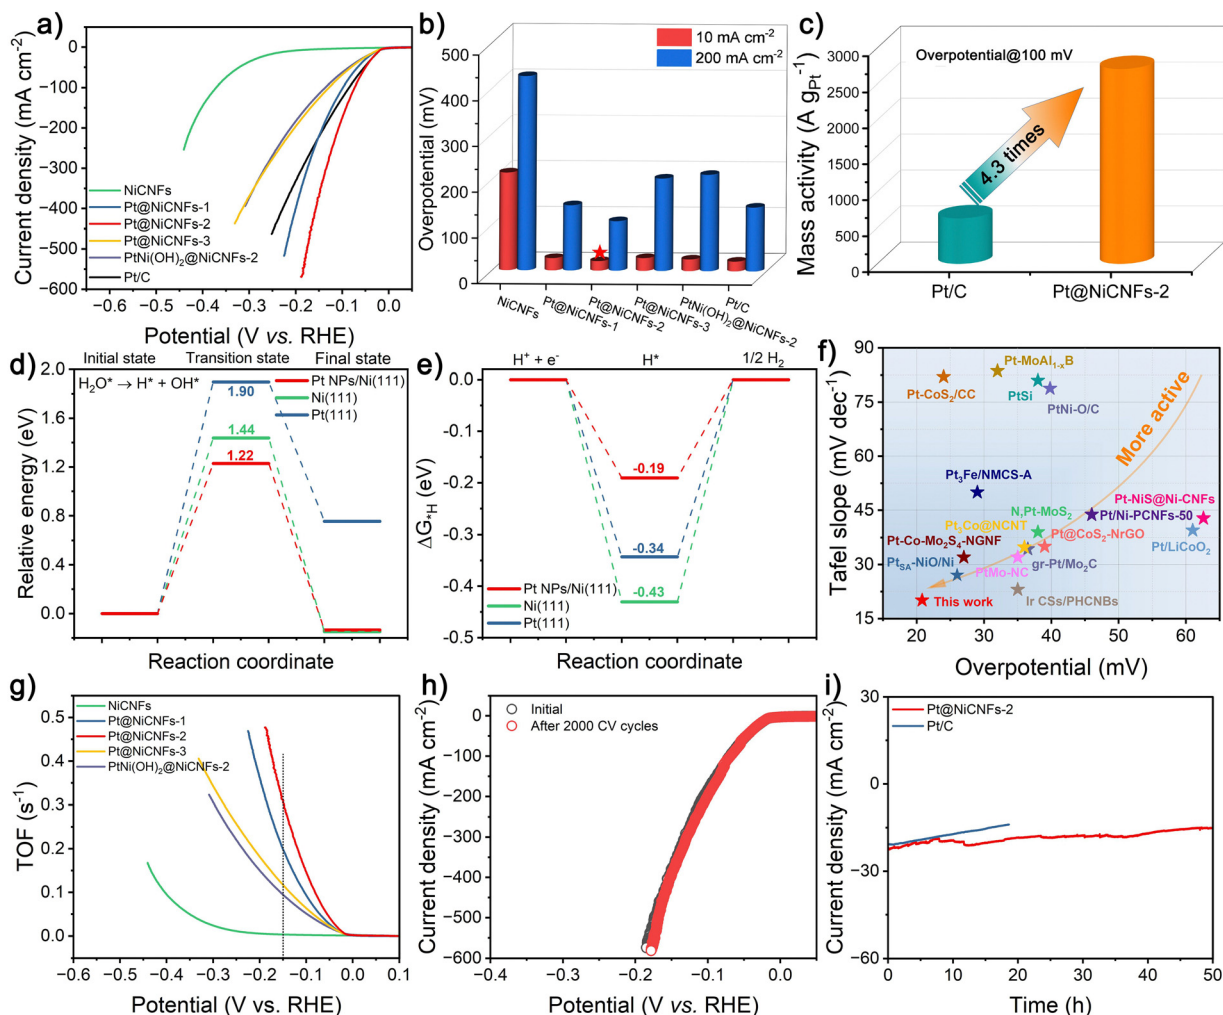 a)
Current density (mA cm⁻²)
0
−100
−200
−300
−400
−500
−600
NiCNFs
Pt@NiCNFs-1
Pt@NiCNFs-2
Pt@NiCNFs-3
PtNi(OH)₂@NiCNFs-2
Pt/C
−0.6 −0.5 −0.4 −0.3 −0.2 −0.1 0.0
Potential (V vs. RHE)
b)
Overpotential (mV)
500
400
300
200
100
0
10 mA cm⁻²
200 mA cm⁻²
NiCNFs
Pt@NiCNFs-1
Pt@NiCNFs-2
Pt@NiCNFs-3
PtNi(OH)₂@NiCNFs-2
Pt/C
c)
Mass activity (A gPt⁻¹)
3000
2500
2000
1500
1000
500
0
Overpotential@100 mV
4.3 times
Pt/C Pt@NiCNFs-2
d)
Initial state Transition state Final state
Relative energy (eV)
2.0
1.6
1.2
0.8
0.4
0.0
H₂O* → H* + OH*
Pt NPs/Ni(111)
Ni(111)
Pt(111)
1.90
1.44
1.22
Reaction coordinate
e)
H⁺ + e⁻ H* 1/2 H₂
ΔG*H (eV)
0.0
-0.1
-0.2
-0.3
-0.4
-0.5
-0.19
-0.34
-0.43
Pt NPs/Ni(111)
Ni(111)
Pt(111)
Reaction coordinate
f)
Tafel slope (mV dec⁻¹)
90
75
60
45
30
15
Pt-MoAl₁₋ₓB
Pt-CoS₂/CC
PtSi
PtNi-O/C
More active
Pt₃Fe/NMCS-A
Pt-NiS@Ni-CNFs
N,Pt-MoS₂
Pt/Ni-PCNFs-50
Pt₃Co@NCNT
Pt@CoS₂-NrGO
Pt-Co-Mo₂S₄-NGNF
Pt/LiCoO₂
PtSA-NiO/Ni
PtMo-NC
gr-Pt/Mo₂C
This work
Ir CSs/PHCNBs
20 30 40 50 60
Overpotential (mV)
g)
TOF (s⁻¹)
0.5
0.4
0.3
0.2
0.1
0.0
NiCNFs
Pt@NiCNFs-1
Pt@NiCNFs-2
Pt@NiCNFs-3
PtNi(OH)₂@NiCNFs-2
−0.6 −0.5 −0.4 −0.3 −0.2 −0.1 0.0 0.1
Potential (V vs. RHE)
h)
Current density (mA cm⁻²)
0
−100
−200
−300
−400
−500
−600
Initial
After 2000 CV cycles
−0.4 −0.3 −0.2 −0.1 0.0
Potential (V vs. RHE)
i)
Current density (mA cm⁻²)
30
0
−30
−60
Pt@NiCNFs-2
Pt/C
0 10 20 30 40 50
Time (h)